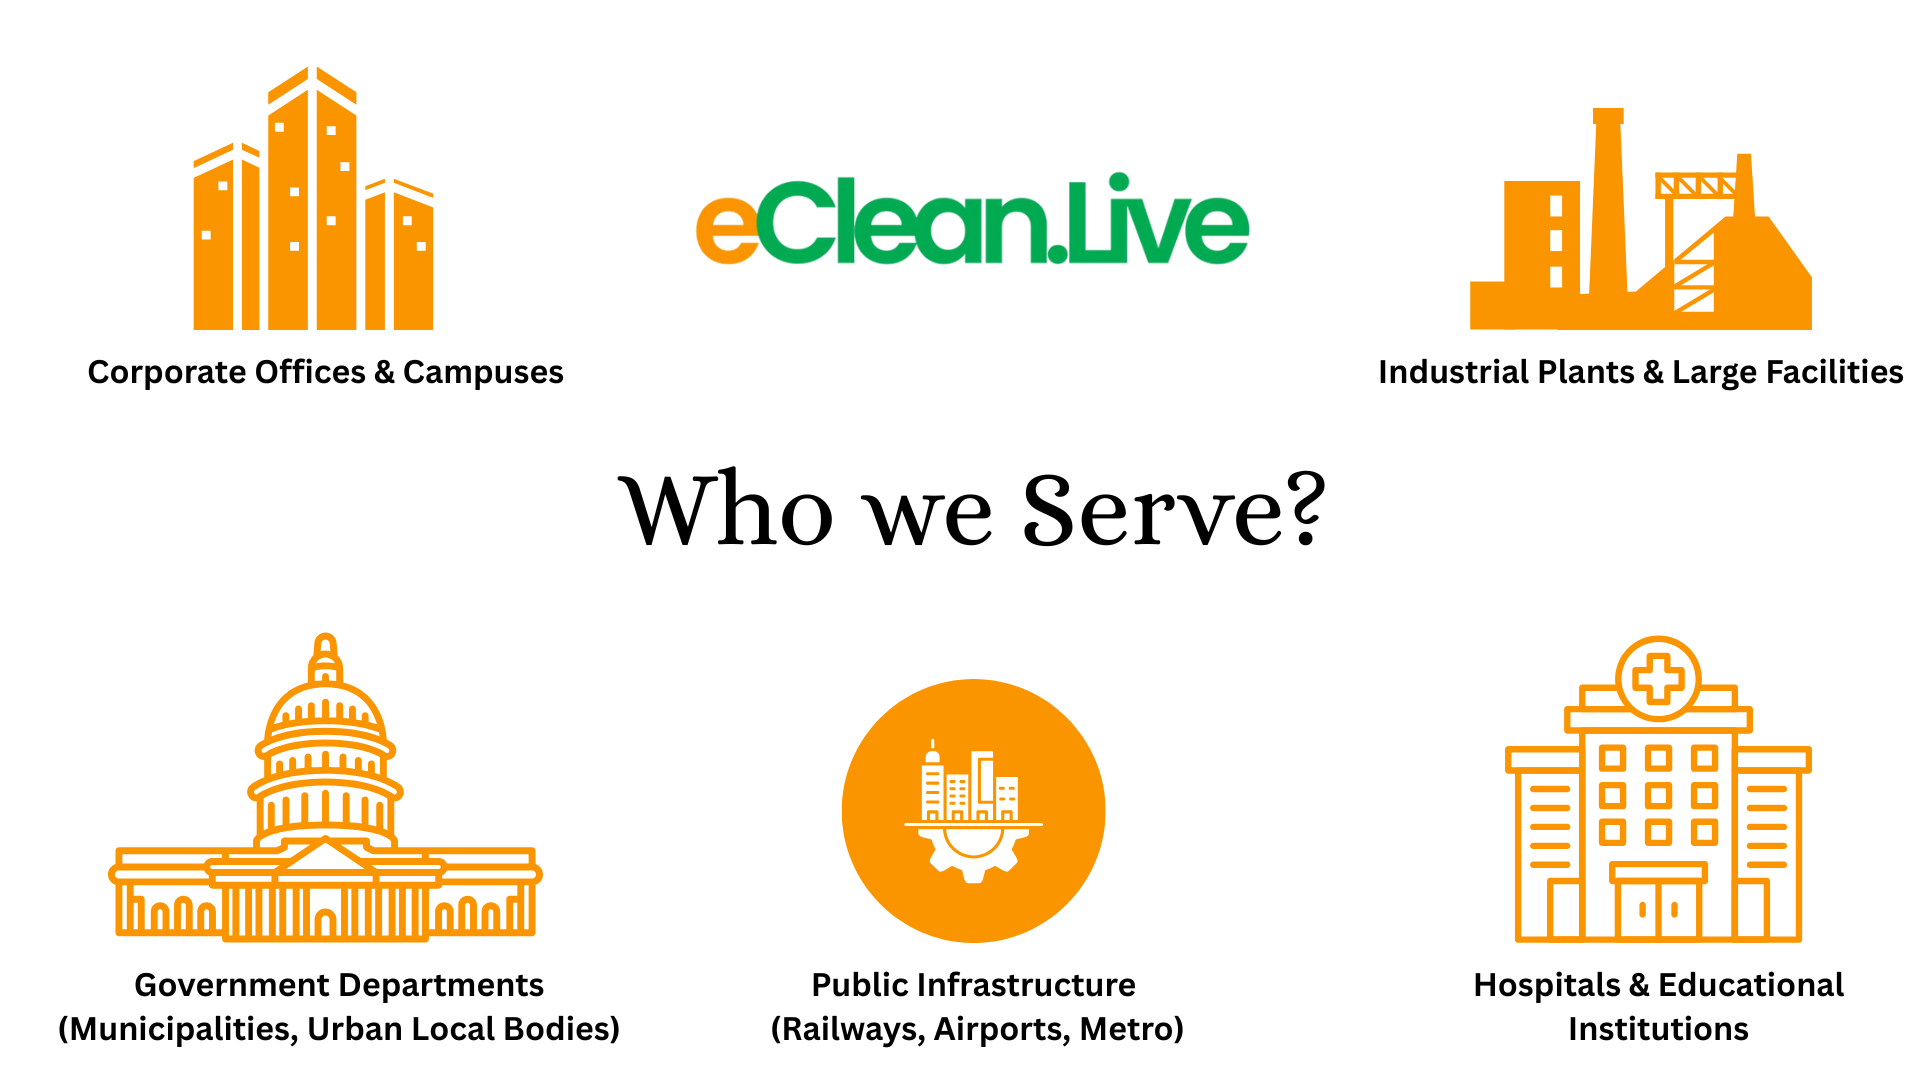 eClean.Live
Corporate Offices & Campuses
Industrial Plants & Large Facilities
Who we Serve?
Government Departments
(Municipalities, Urban Local Bodies)
Public Infrastructure
(Railways, Airports, Metro)
Hospitals & Educational
Institutions